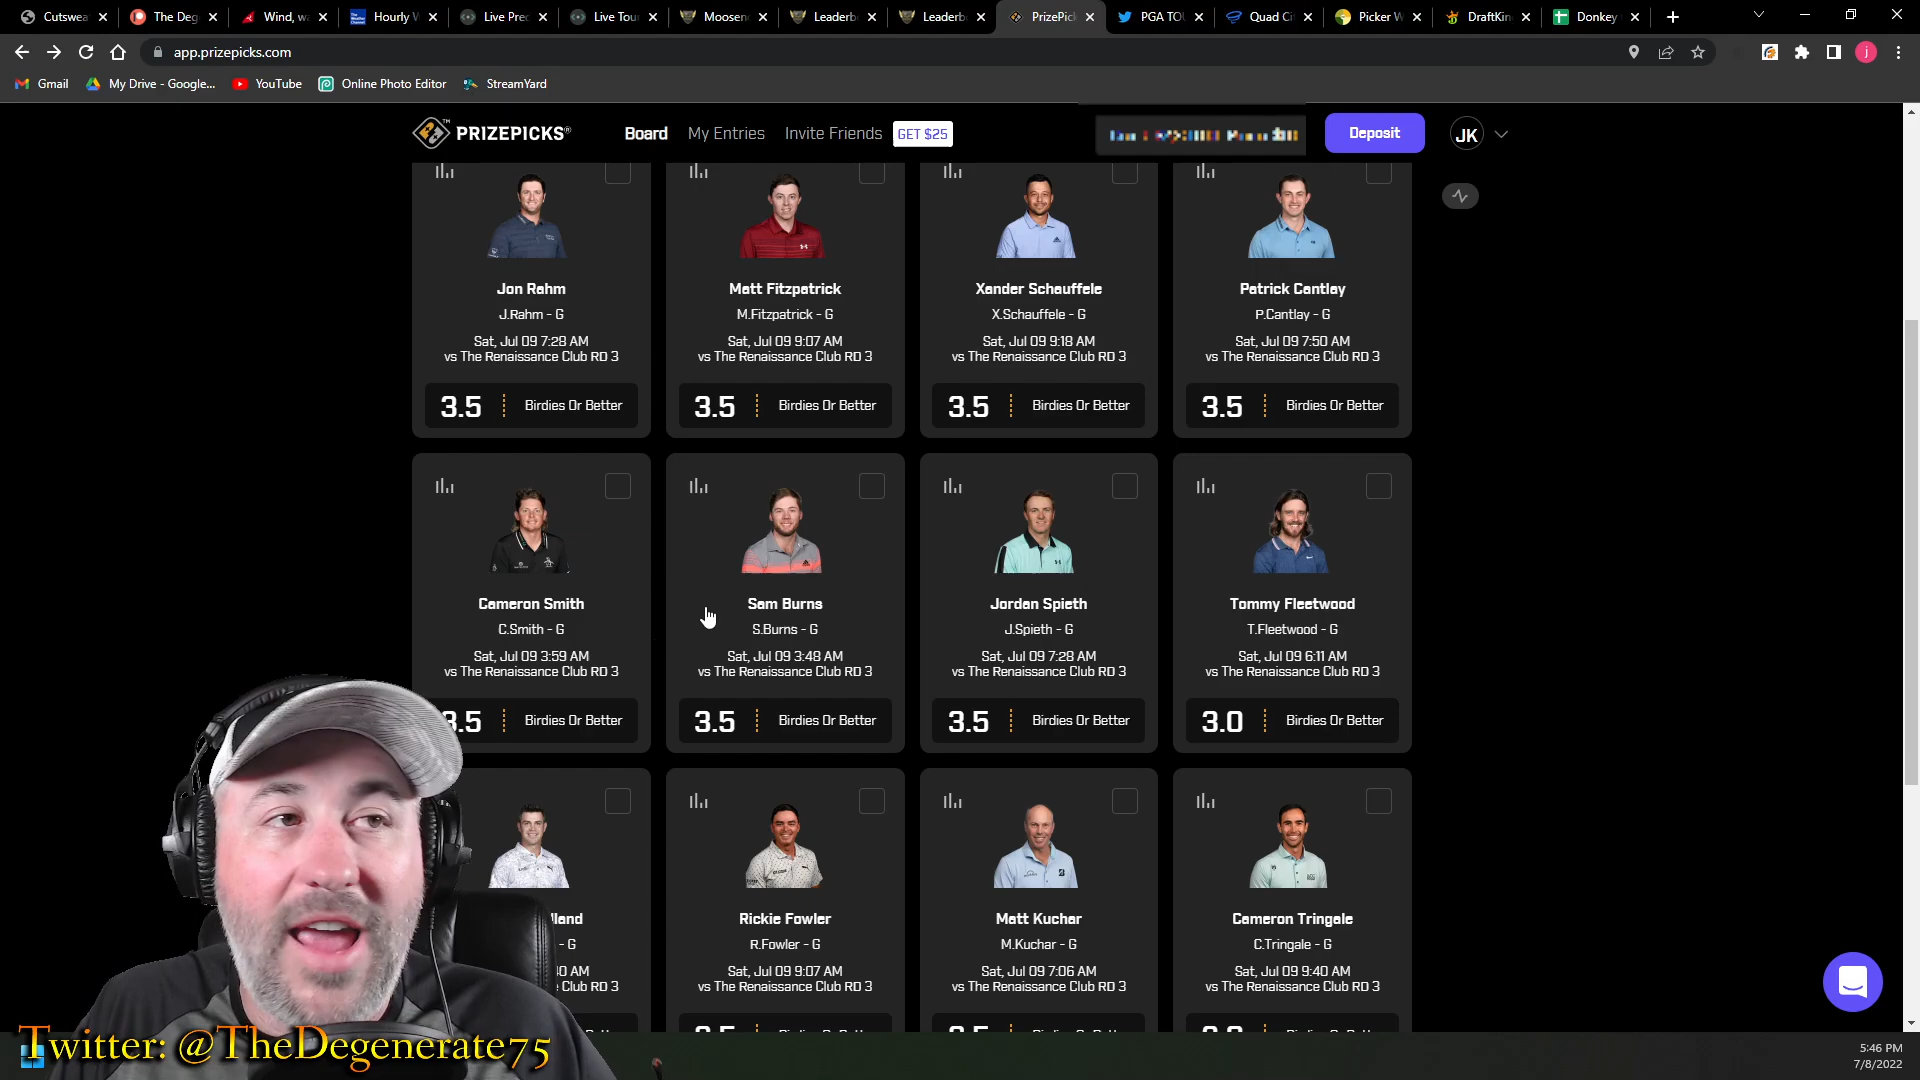 Cutswea
The Deg
Wind, wa
Hourly W
Live Prec
Live Tour
Moosen
Leaderb
Leaderb
PrizePick
PGA TOU
Quad Cit
Picker W
DraftKin
Donkey
app.prizepicks.com
j
Gmail
My Drive - Google...
YouTube
Online Photo Editor
StreamYard
PRIZEPICKS
Board
My Entries
Invite Friends
GET $25
Deposit
JK
Jon Rahm
J.Rahm - G
Sat, Jul 09 7:28 AM
vs The Renaissance Club RD 3
3.5 Birdies Or Better
Matt Fitzpatrick
M.Fitzpatrick - G
Sat, Jul 09 9:07 AM
vs The Renaissance Club RD 3
3.5 Birdies Or Better
Xander Schauffele
X.Schauffele - G
Sat, Jul 09 9:18 AM
vs The Renaissance Club RD 3
3.5 Birdies Or Better
Patrick Cantlay
P.Cantlay - G
Sat, Jul 09 7:50 AM
vs The Renaissance Club RD 3
3.5 Birdies Or Better
Cameron Smith
C.Smith - G
Sat, Jul 09 3:59 AM
vs The Renaissance Club RD 3
3.5 Birdies Or Better
Sam Burns
S.Burns - G
Sat, Jul 09 3:48 AM
vs The Renaissance Club RD 3
3.5 Birdies Or Better
Jordan Spieth
J.Spieth - G
Sat, Jul 09 7:28 AM
vs The Renaissance Club RD 3
3.5 Birdies Or Better
Tommy Fleetwood
T.Fleetwood - G
Sat, Jul 09 6:11 AM
vs The Renaissance Club RD 3
3.0 Birdies Or Better
lland
- G
40 AM
ce Club RD 3
Rickie Fowler
R.Fowler - G
Sat, Jul 09 9:07 AM
vs The Renaissance Club RD 3
Matt Kuchar
M.Kuchar - G
Sat, Jul 09 7:06 AM
vs The Renaissance Club RD 3
Cameron Tringale
C.Tringale - G
Sat, Jul 09 9:40 AM
vs The Renaissance Club RD 3
Twitter: @TheDegenerate75
5:46 PM
7/8/2022